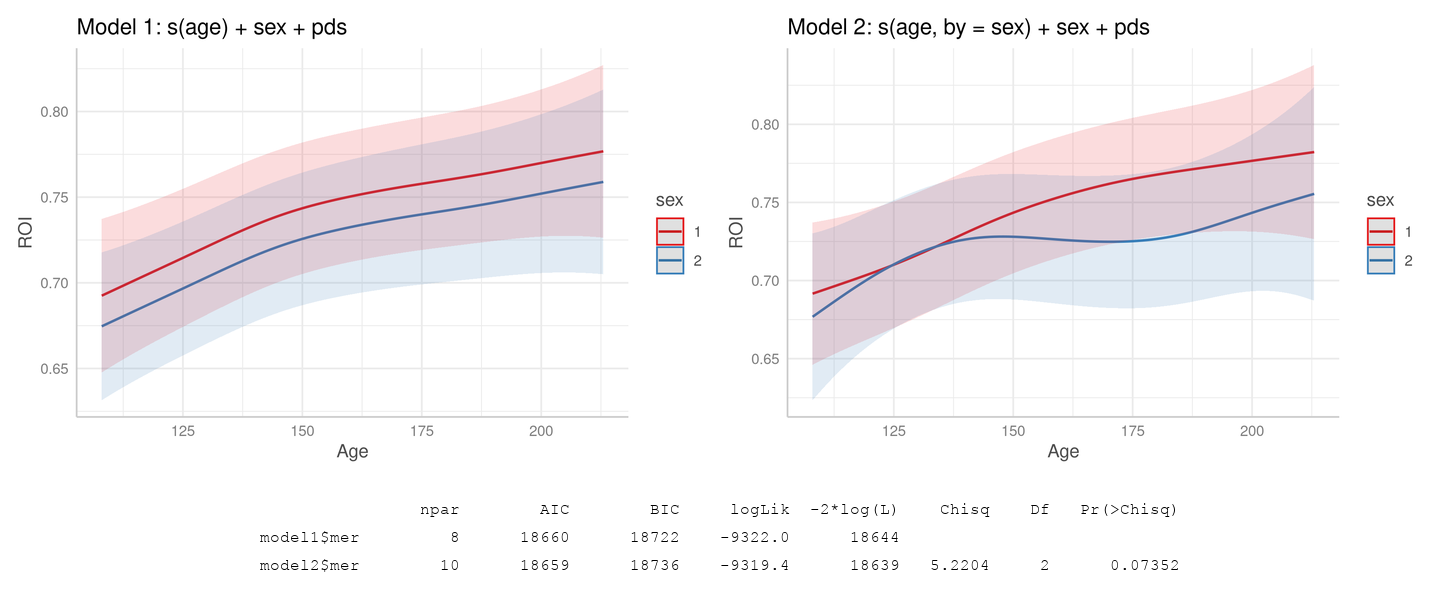 Model 1: s(age) + sex + pds
0.80
0.75
0.70
0.65
ROI
125 150 175 200
Age
sex
1
2
Model 2: s(age, by = sex) + sex + pds
0.80
0.75
0.70
0.65
ROI
125 150 175 200
Age
sex
1
2
npar AIC BIC logLik -2*log(L) Chisq Df Pr(>Chisq)
model1$mer 8 18660 18722 -9322.0 18644
model2$mer 10 18659 18736 -9319.4 18639 5.2204 2 0.07352